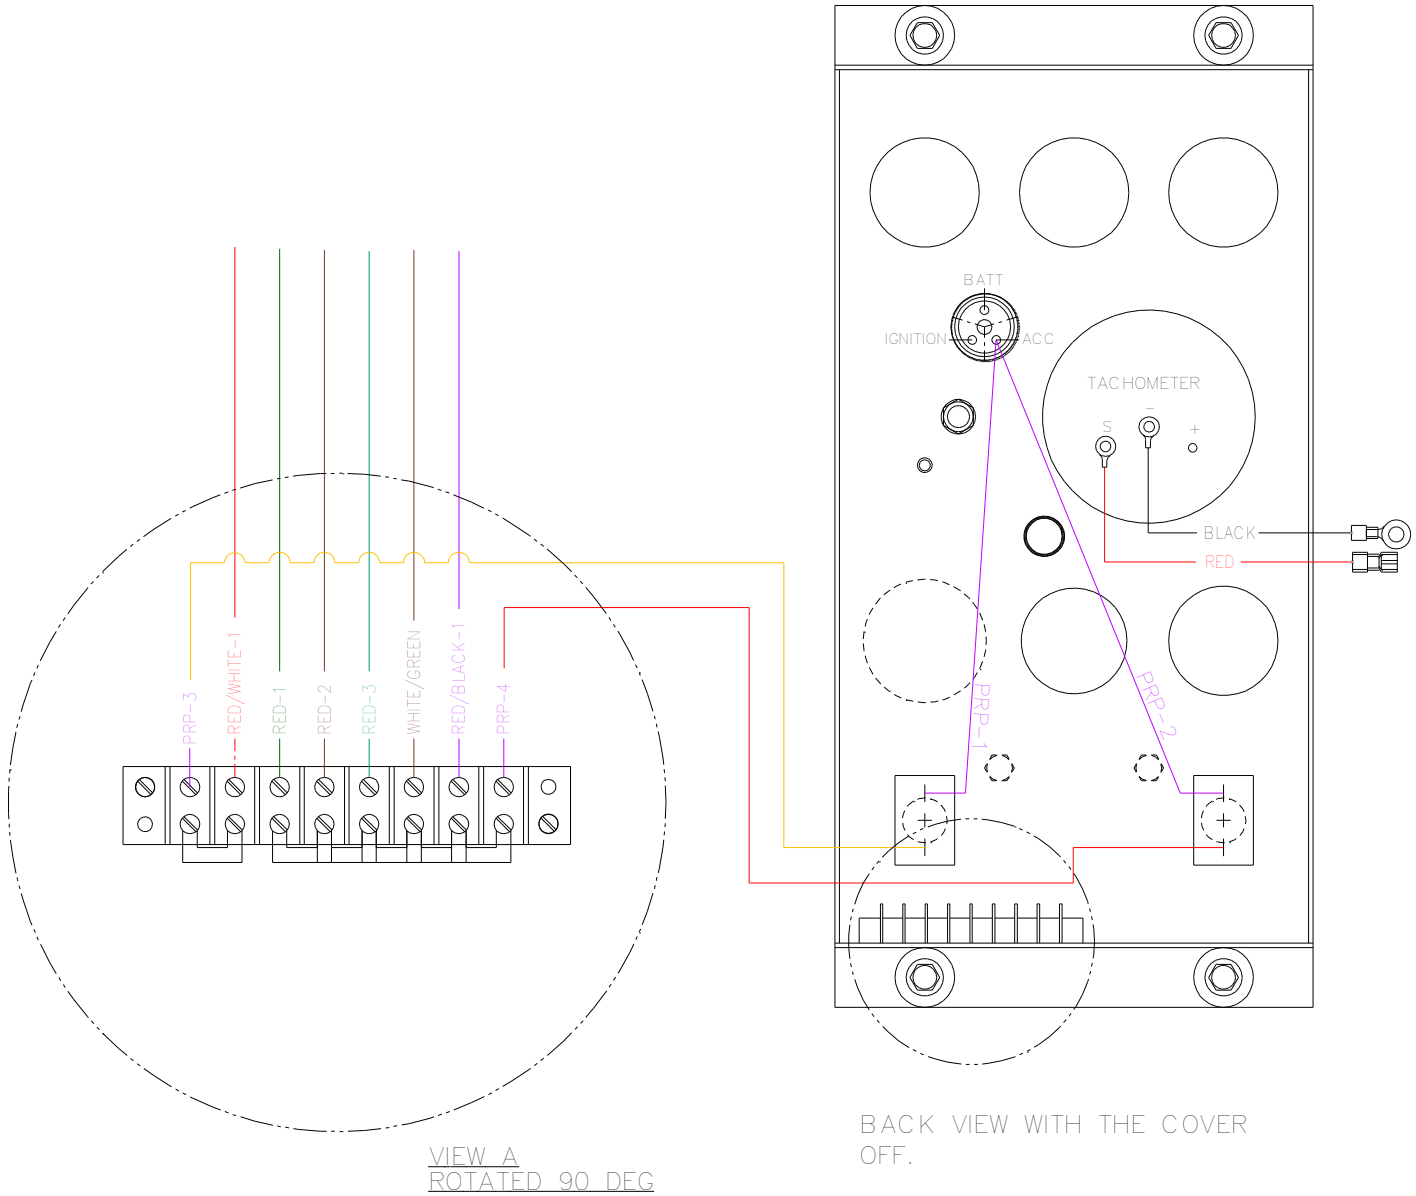 BATT
IGNITION
ACC
TACHOMETER
-
S
+
BLACK
RED
PRP-3
RED/WHITE-1
RED-1
RED-2
RED-3
WHITE/GREEN
RED/BLACK-1
PRP-4
PRP-1
PRP-2
BACK VIEW WITH THE COVER
OFF.
VIEW A
ROTATED 90 DEG